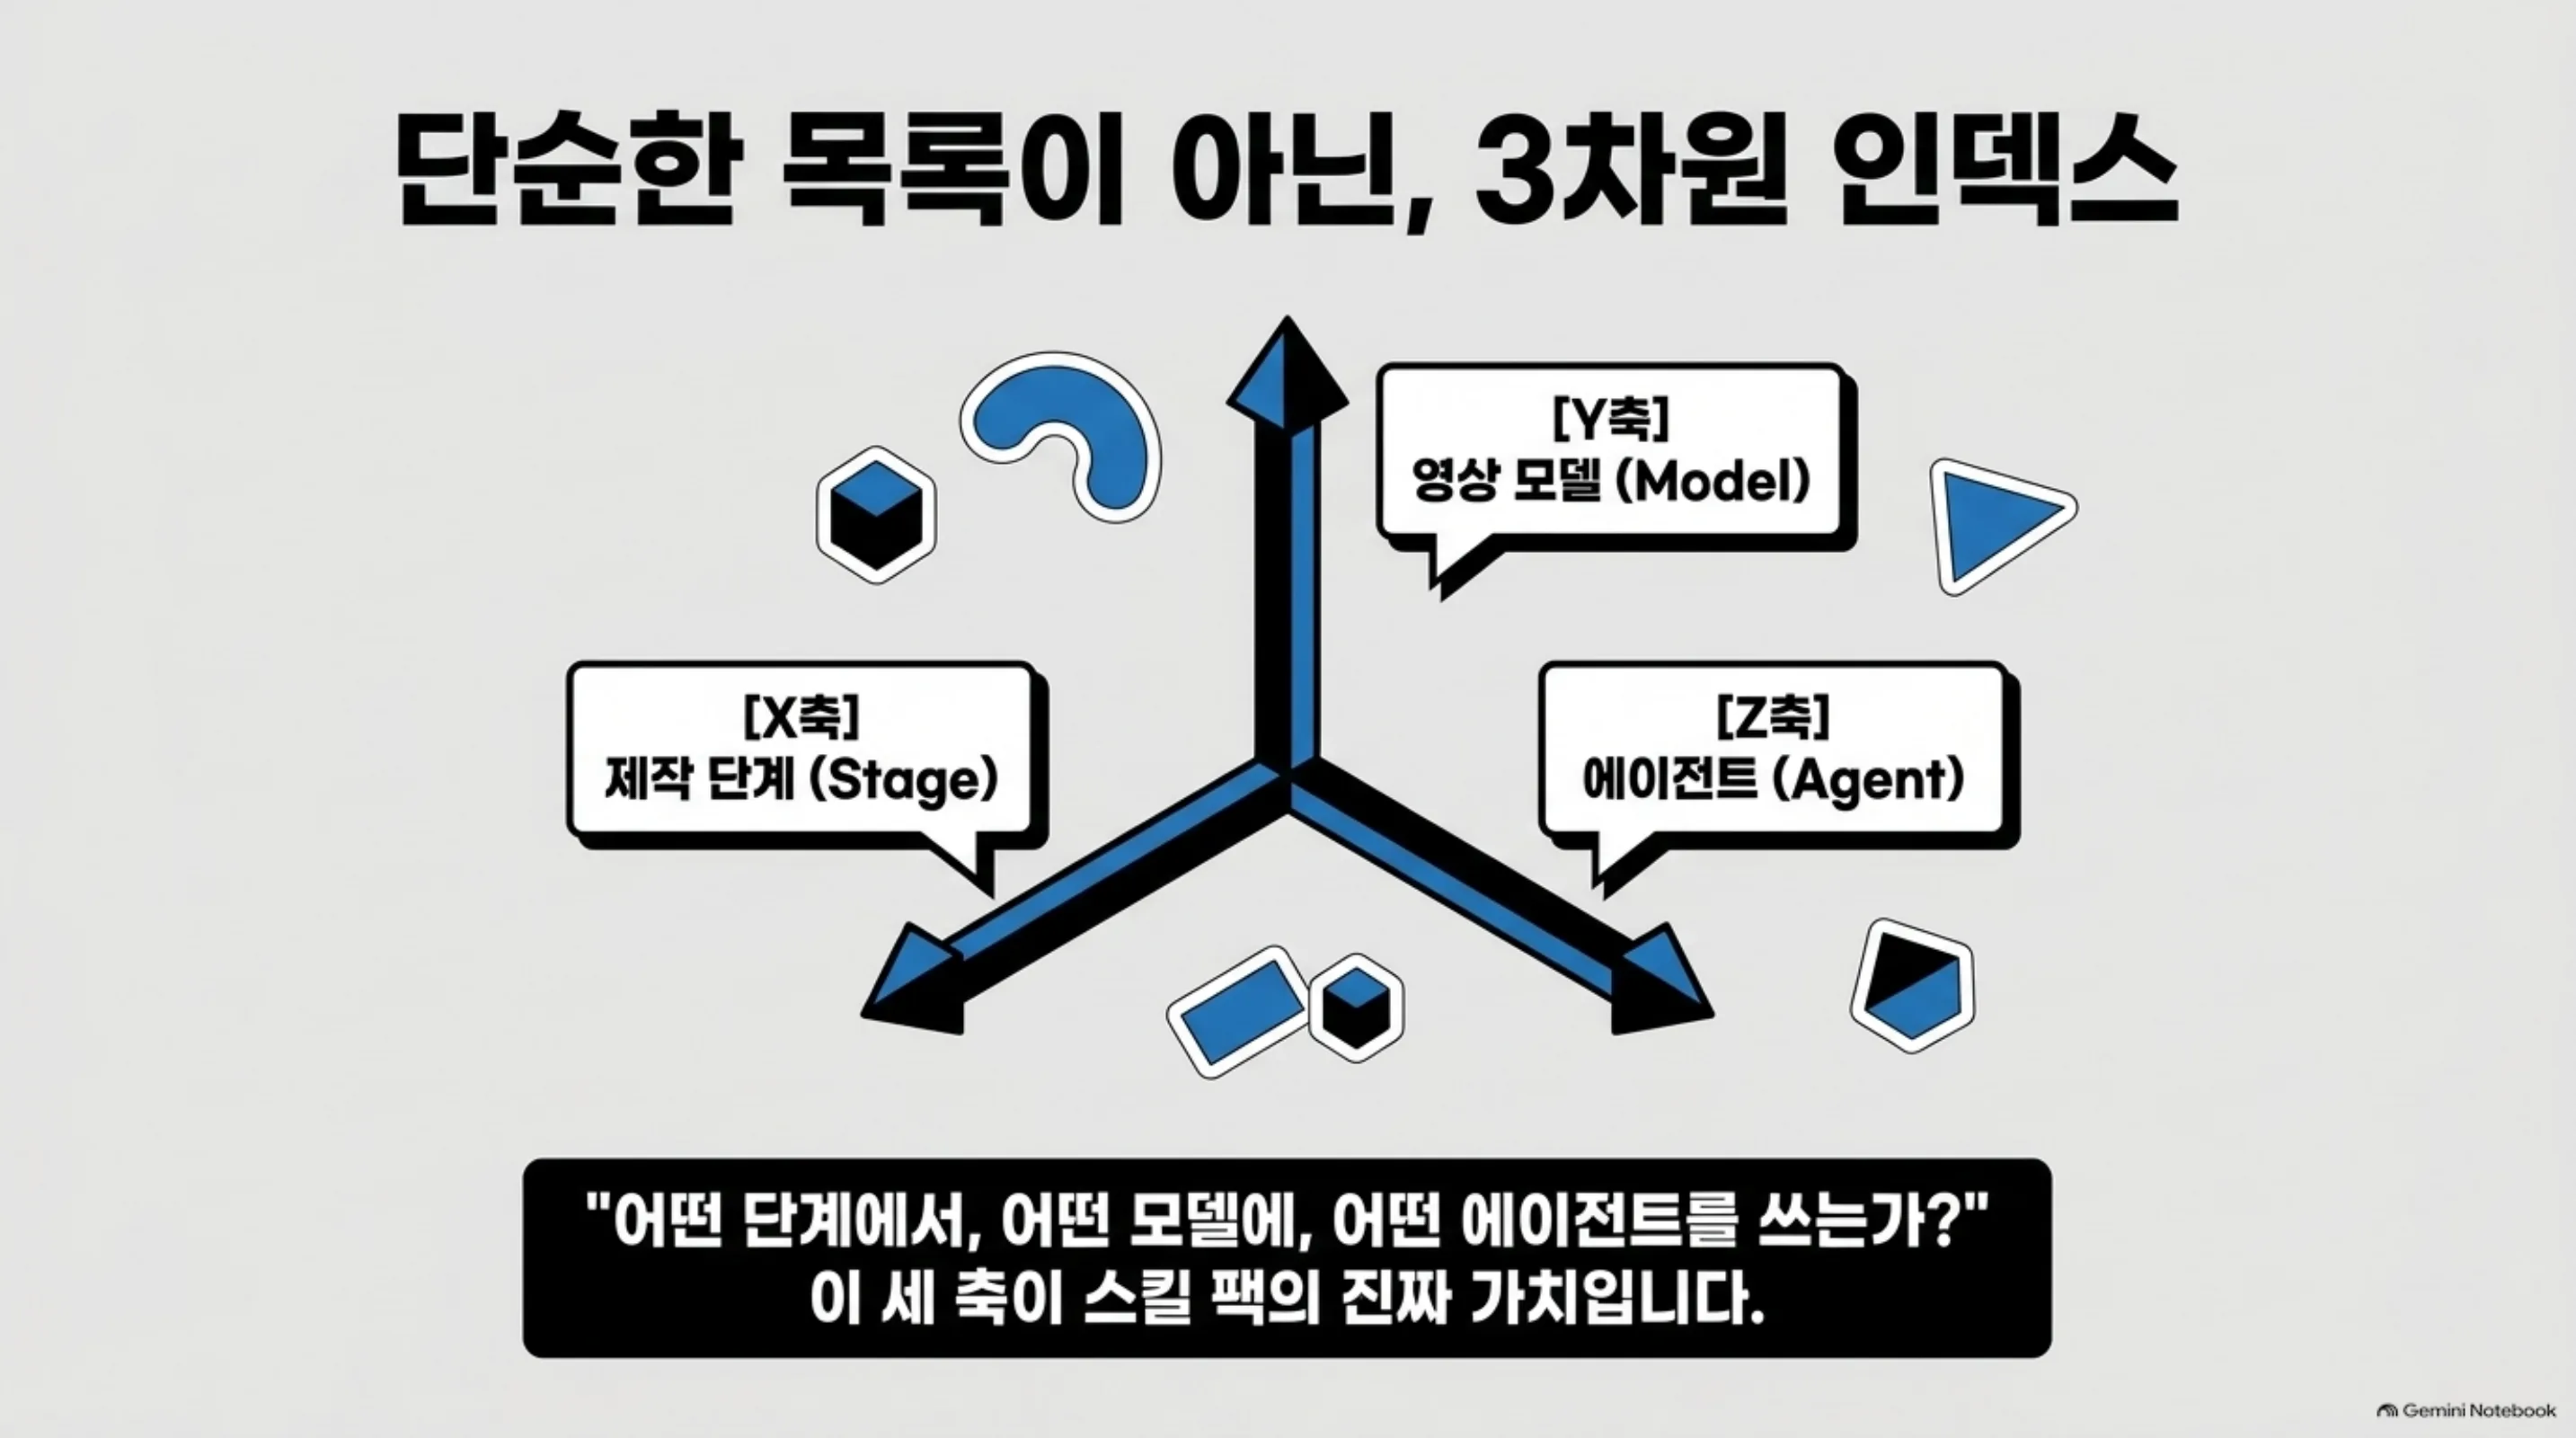 단순한 목록이 아닌, 3차원 인덱스
[Y축]
영상 모델 (Model)
[X축]
제작 단계 (Stage)
[Z축]
에이전트 (Agent)
"어떤 단계에서, 어떤 모델에, 어떤 에이전트를 쓰는가?"
이 세 축이 스킬 팩의 진짜 가치입니다.
Gemini Notebook